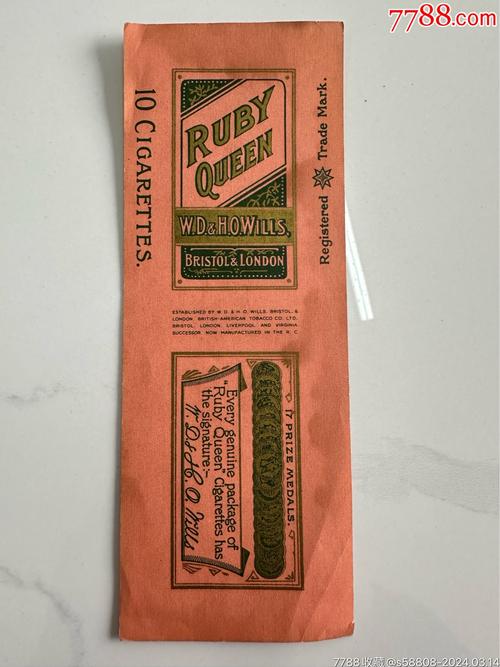 7788.com
10 CIGARETTES.
RUBY
QUEEN
W.D.& H.O.WILLS,
BRISTOL & LONDON
Registered Trade Mark.
ESTABLISHED BY W. D. & H. O. WILLS, BRISTOL, &
LONDON. BRITISH-AMERICAN TOBACCO CO. LTD.
BRISTOL, LONDON, LIVERPOOL, AND VIRGINIA
SUCCESSOR. NOW MANUFACTURED IN THE R. C
17 PRIZE MEDALS.
Every genuine package of
"Ruby Queen" Cigarettes has
the signature:-
W. D. & H. O. Wills
7788收藏@s58808-2024.0314